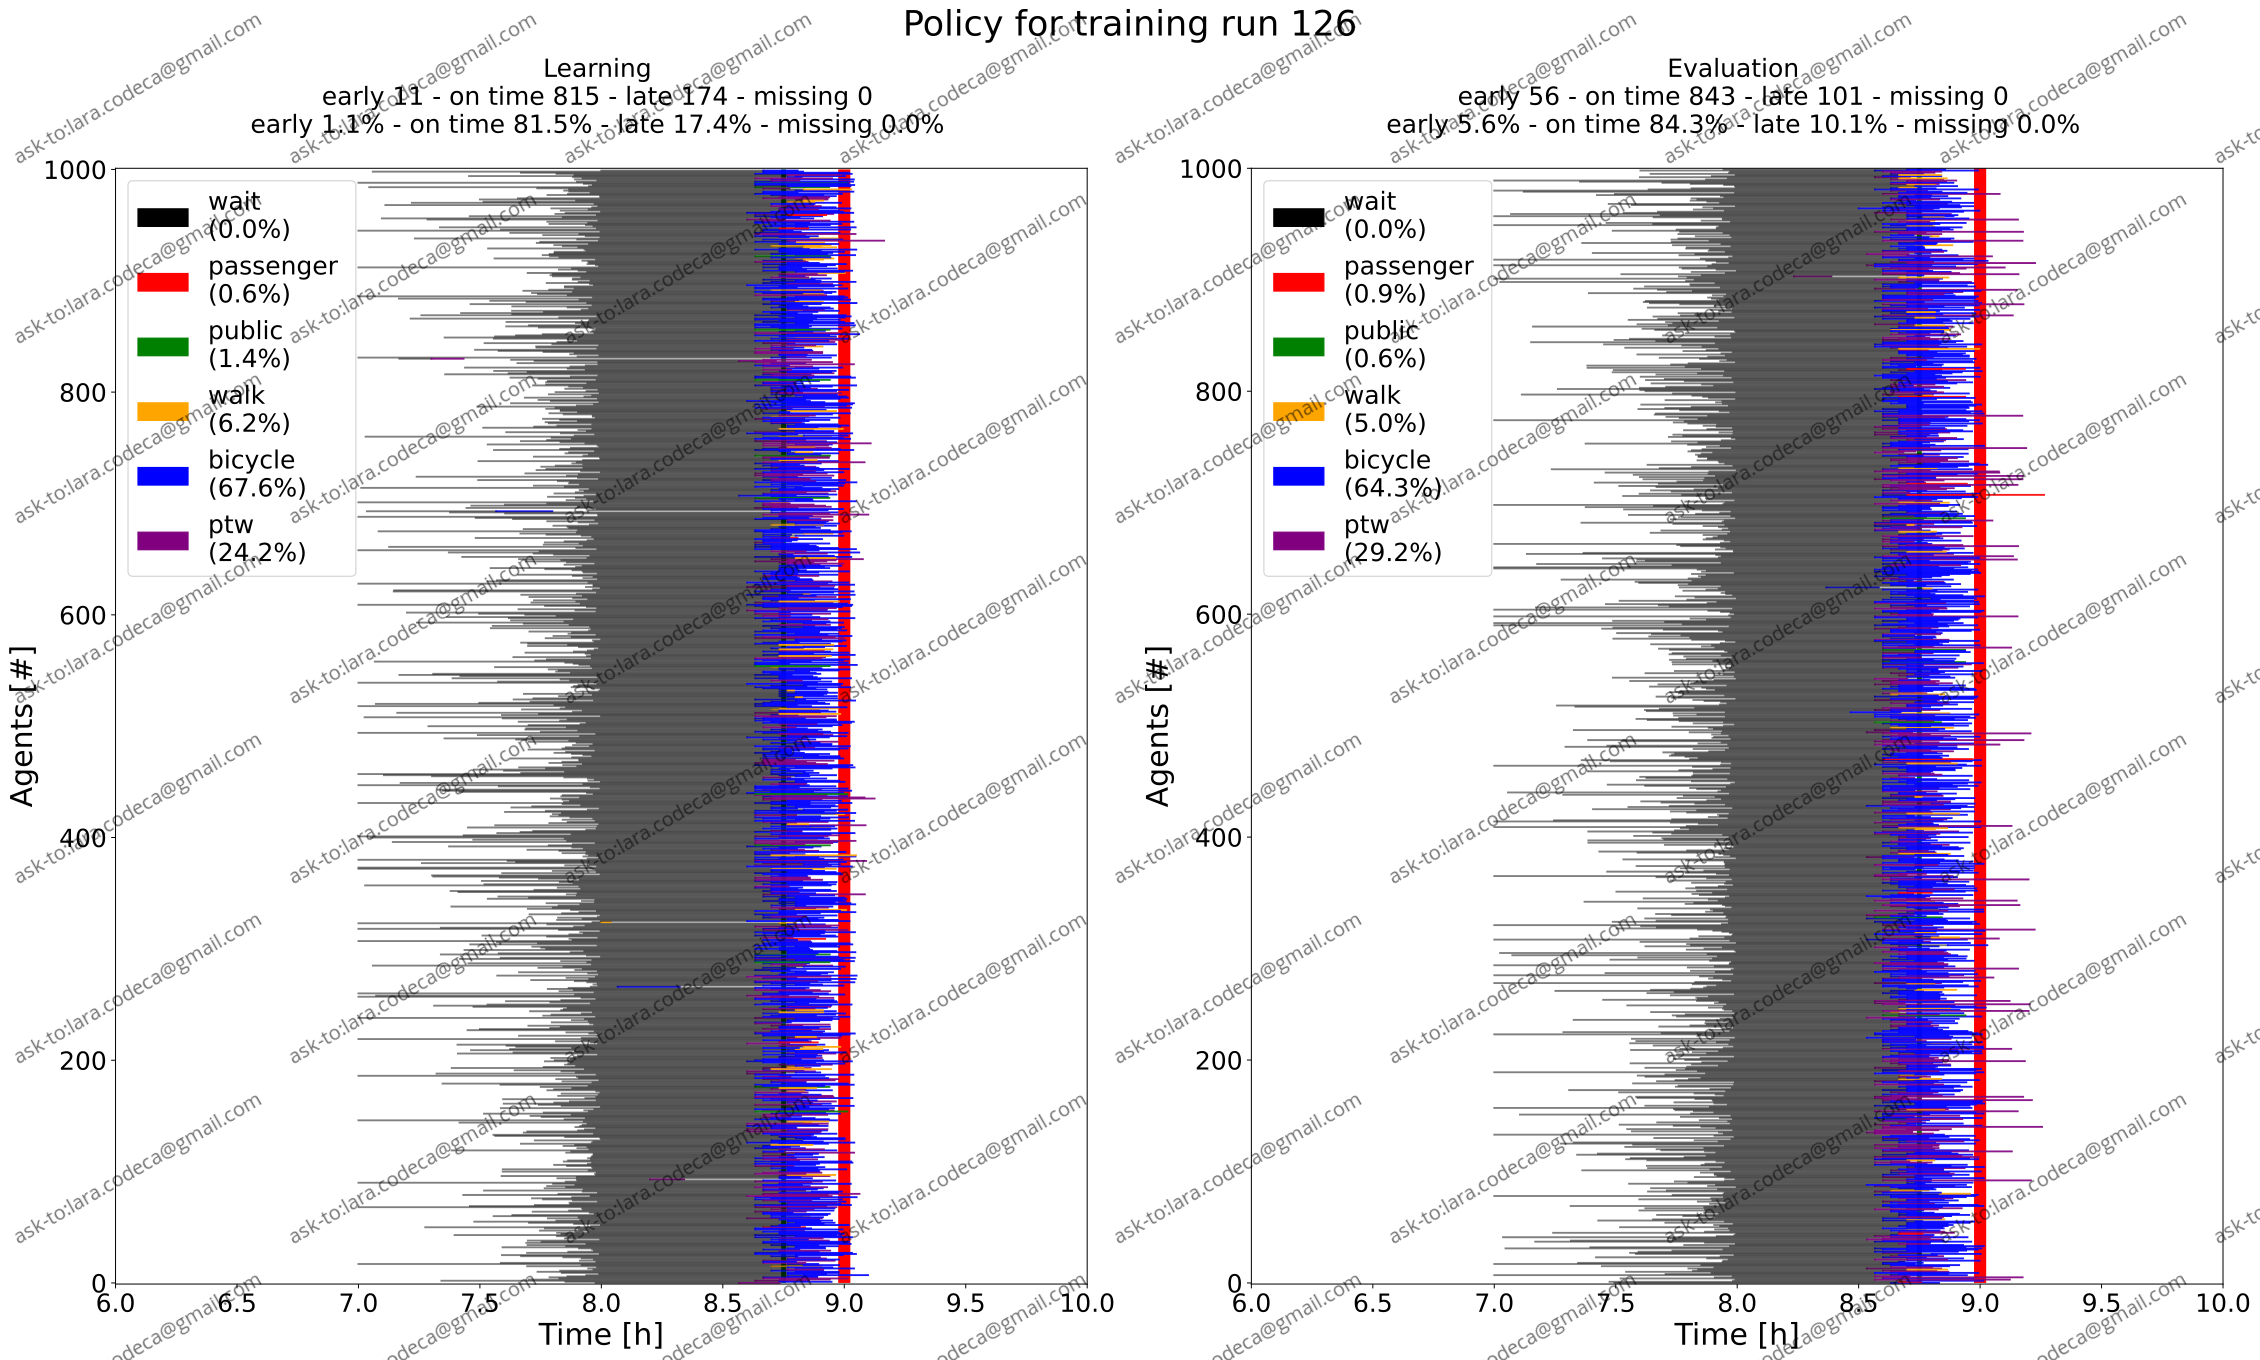 Policy for training run 126
Learning
early 11 - on time 815 - late 174 - missing 0
early 1.1% - on time 81.5% - late 17.4% - missing 0.0%
1000
800
600
400
200
0
Agents [#]
wait
(0.0%)
passenger
(0.6%)
public
(1.4%)
walk
(6.2%)
bicycle
(67.6%)
ptw
(24.2%)
6.0 6.5 7.0 7.5 8.0 8.5 9.0 9.5 10.0
Time [h]
Evaluation
early 56 - on time 843 - late 101 - missing 0
early 5.6% - on time 84.3% - late 10.1% - missing 0.0%
1000
800
600
400
200
0
Agents [#]
wait
(0.0%)
passenger
(0.9%)
public
(0.6%)
walk
(5.0%)
bicycle
(64.3%)
ptw
(29.2%)
6.0 6.5 7.0 7.5 8.0 8.5 9.0 9.5 10.0
Time [h]
ask-to:lara.codeca@gmail.com